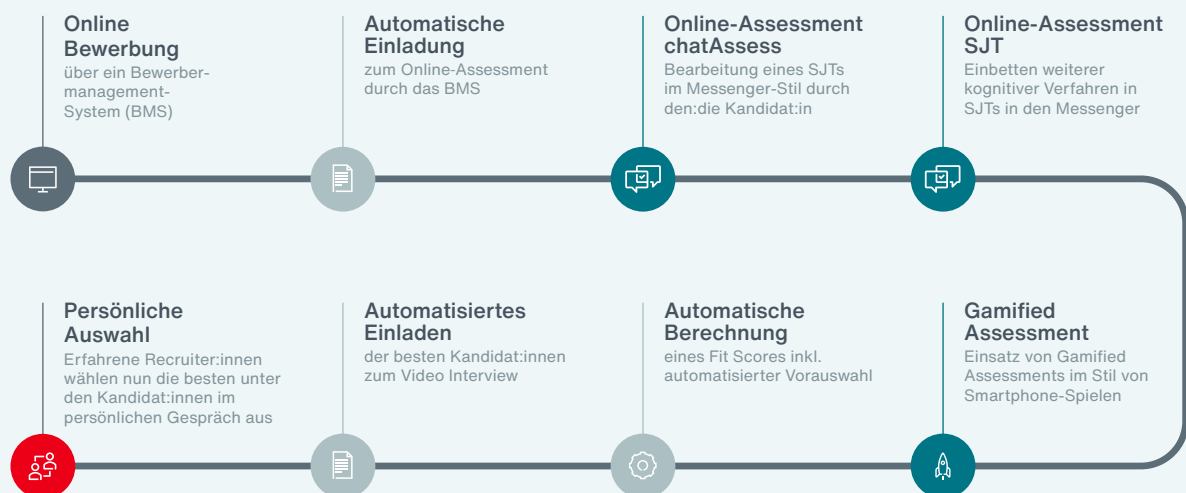 Online
Bewerbung
über ein Bewerber-
management-
System (BMS)
Automatische
Einladung
zum Online-Assessment
durch das BMS
Online-Assessment
chatAssess
Bearbeitung eines SJTs
im Messenger-Stil durch
den:die Kandidat:in
Online-Assessment
SJT
Einbetten weiterer
kognitiver Verfahren in
SJTs in den Messenger
Persönliche
Auswahl
Erfahrene Recruiter:innen
wählen nun die besten unter
den Kandidat:innen im
persönlichen Gespräch aus
Automatisiertes
Einladen
der besten Kandidat:innen
zum Video Interview
Automatische
Berechnung
eines Fit Scores inkl.
automatisierter Vorauswahl
Gamified
Assessment
Einsatz von Gamified
Assessments im Stil von
Smartphone-Spielen